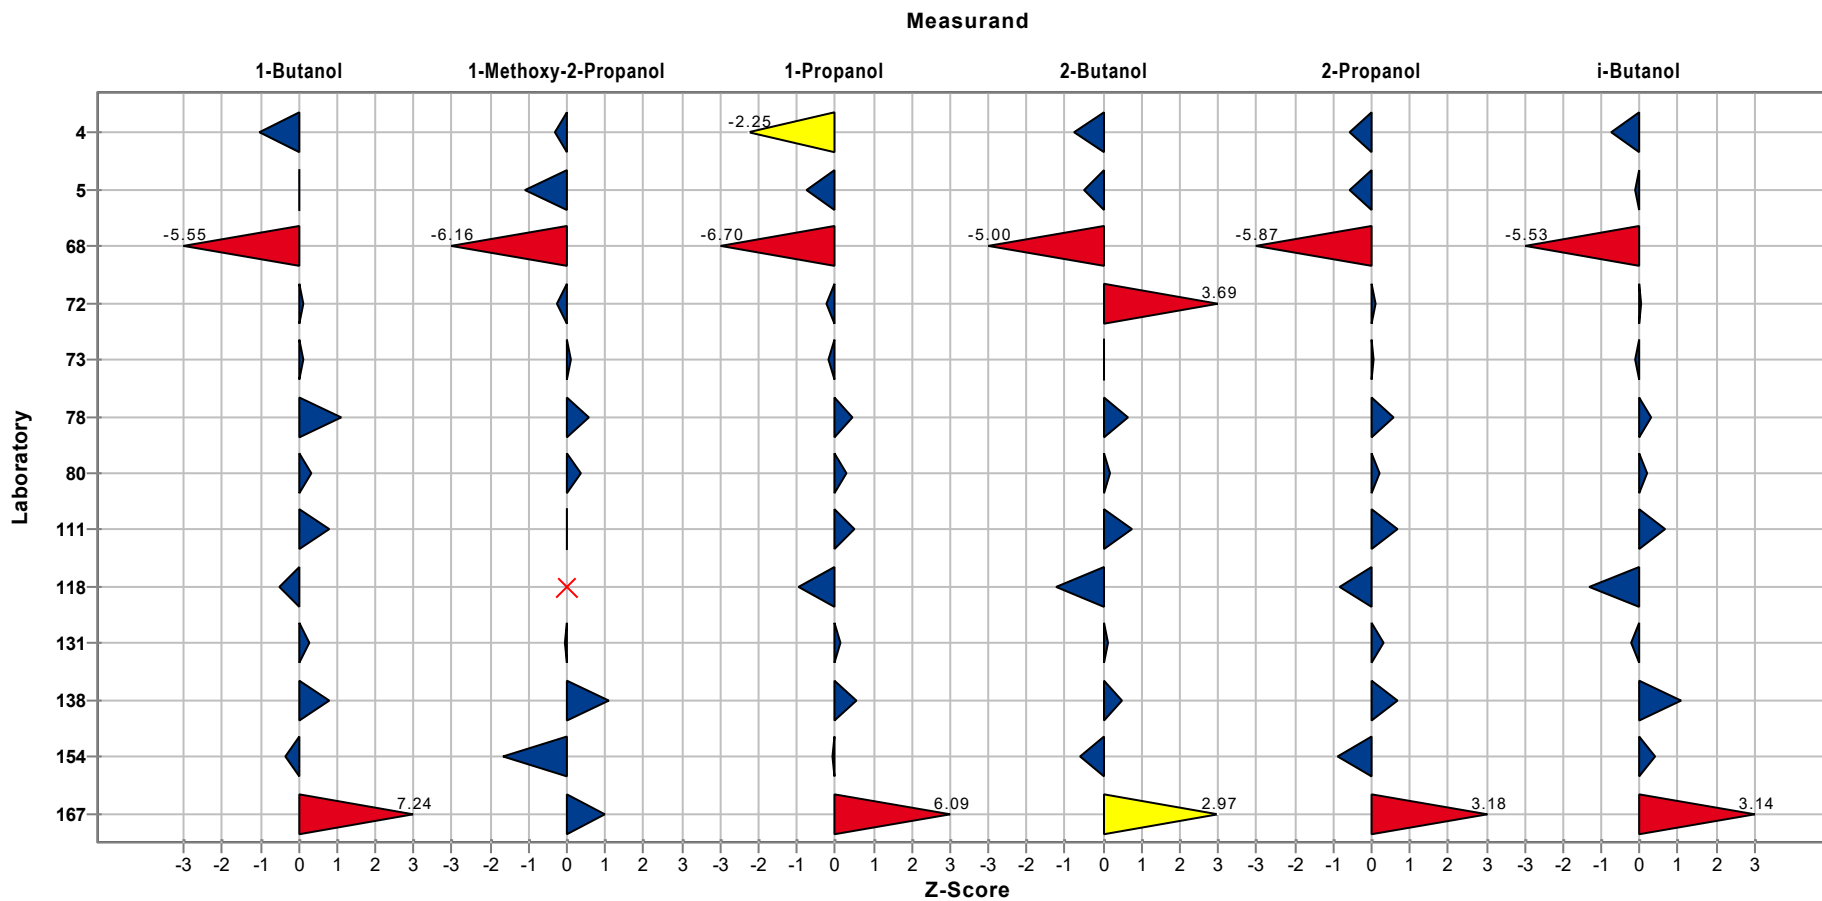 Measurand
1-Butanol 1-Methoxy-2-Propanol 1-Propanol 2-Butanol 2-Propanol i-Butanol
4 -2.25
5
68 -5.55 -6.16 -6.70 -5.00 -5.87 -5.53
72 3.69
73
78
80
111
118
131
138
154
167 7.24 6.09 2.97 3.18 3.14
Laboratory
-3 -2 -1 0 1 2 3 -3 -2 -1 0 1 2 3 -3 -2 -1 0 1 2 3 -3 -2 -1 0 1 2 3 -3 -2 -1 0 1 2 3 -3 -2 -1 0 1 2 3
Z-Score